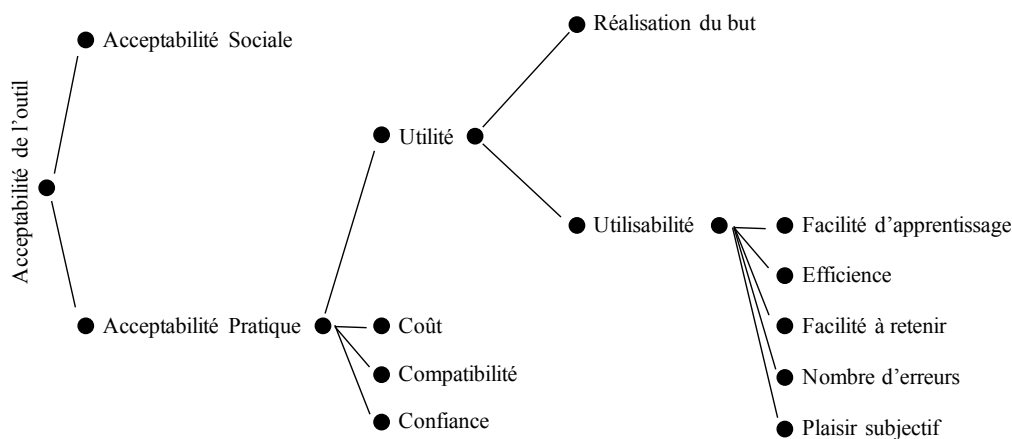 Acceptabilité de l'outil
Acceptabilité Sociale
Acceptabilité Pratique
Utilité
Coût
Compatibilité
Confiance
Réalisation du but
Utilisabilité
Facilité d'apprentissage
Efficience
Facilité à retenir
Nombre d'erreurs
Plaisir subjectif